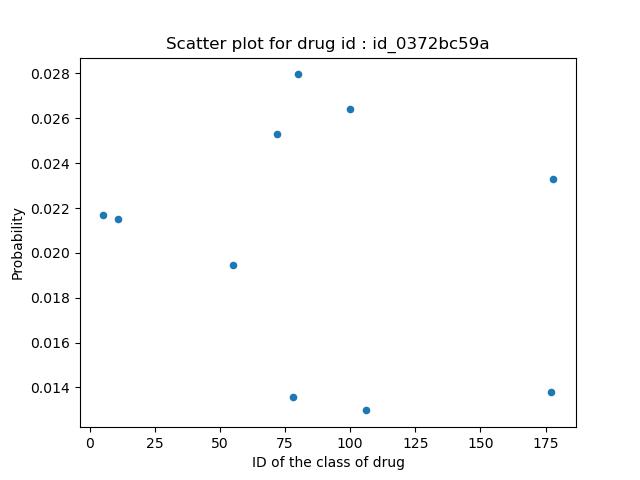 Scatter plot for drug id : id_0372bc59a
0.028
0.026
0.024
0.022
0.020
0.018
0.016
0.014
Probability
0 25 50 75 100 125 150 175
ID of the class of drug